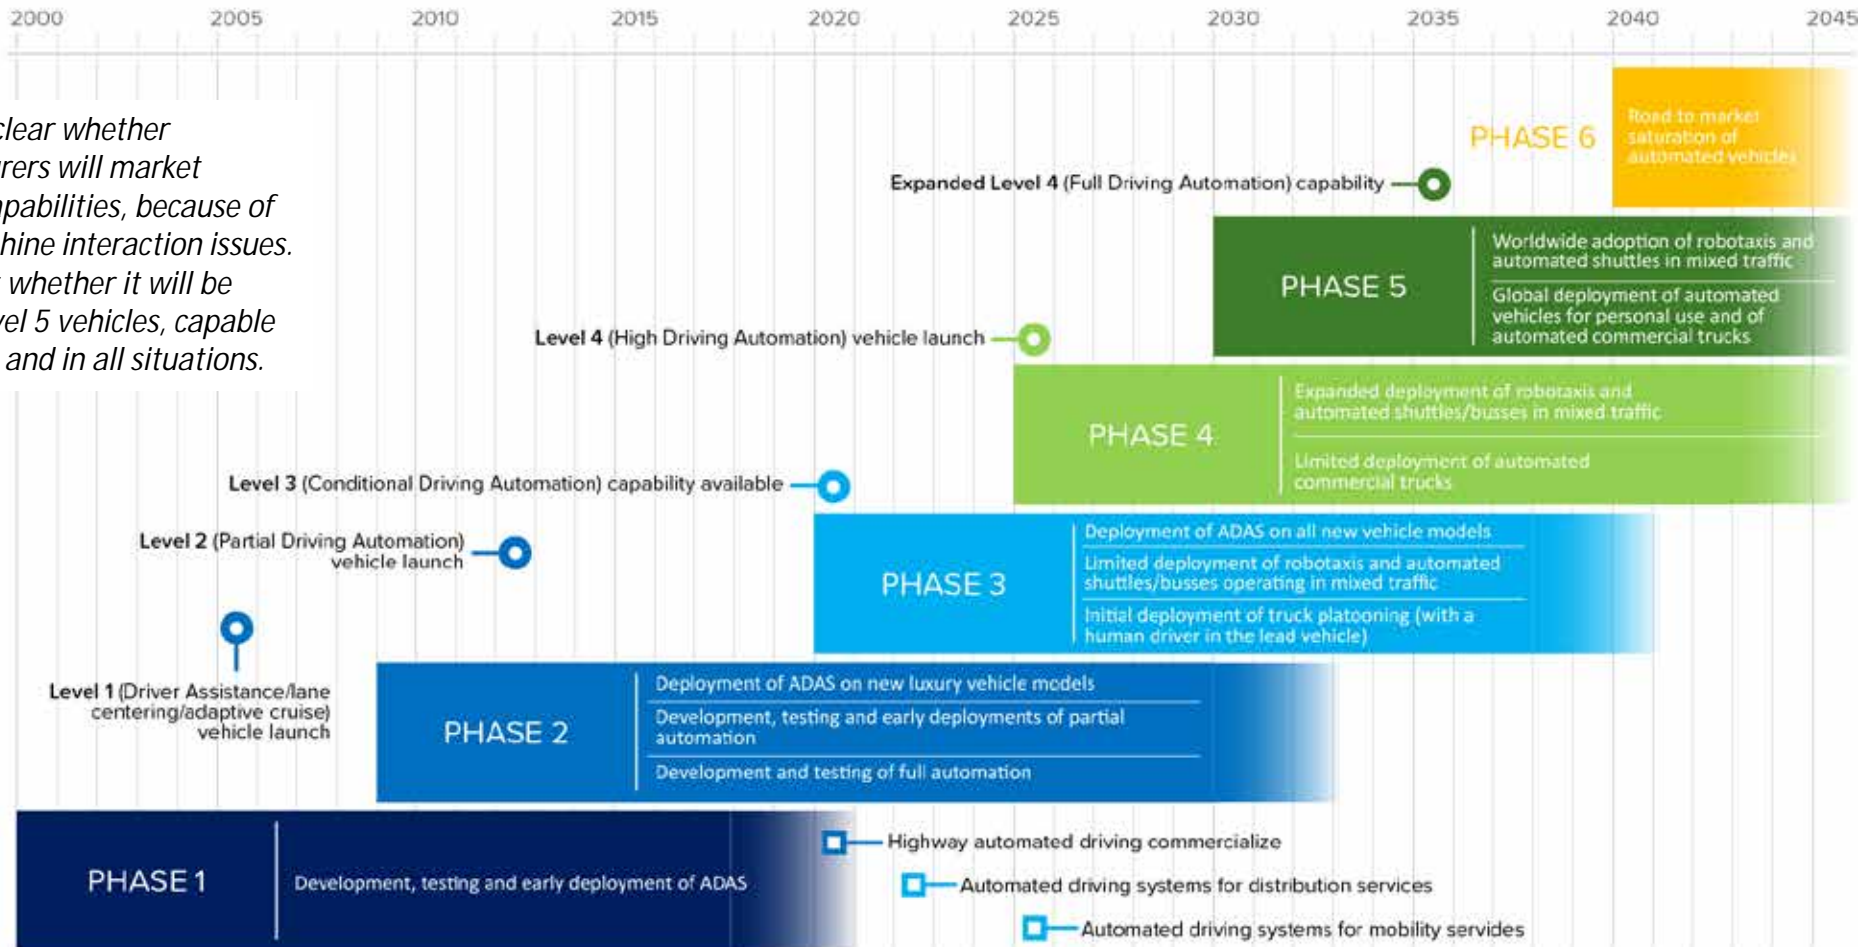 2000 2005 2010 2015 2020 2025 2030 2035 2040 2045
clear whether
urers will market
pabilities, because of
hine interaction issues.
whether it will be
vel 5 vehicles, capable
and in all situations.
PHASE 6
Road to market
saturation of
automated vehicles
Expanded Level 4 (Full Driving Automation) capability
PHASE 5
Worldwide adoption of robotaxis and
automated shuttles in mixed traffic
Global deployment of automated
vehicles for personal use and of
automated commercial trucks
Level 4 (High Driving Automation) vehicle launch
PHASE 4
Expanded deployment of robotaxis and
automated shuttles/busses in mixed traffic
Limited deployment of automated
commercial trucks
Level 3 (Conditional Driving Automation) capability available
Level 2 (Partial Driving Automation)
vehicle launch
PHASE 3
Deployment of ADAS on all new vehicle models
Limited deployment of robotaxis and automated
shuttles/busses operating in mixed traffic
Initial deployment of truck platooning (with a
human driver in the lead vehicle)
Level 1 (Driver Assistance/lane
centering/adaptive cruise)
vehicle launch
PHASE 2
Deployment of ADAS on new luxury vehicle models
Development, testing and early deployments of partial
automation
Development and testing of full automation
PHASE 1
Development, testing and early deployment of ADAS
Highway automated driving commercialize
Automated driving systems for distribution services
Automated driving systems for mobility servides